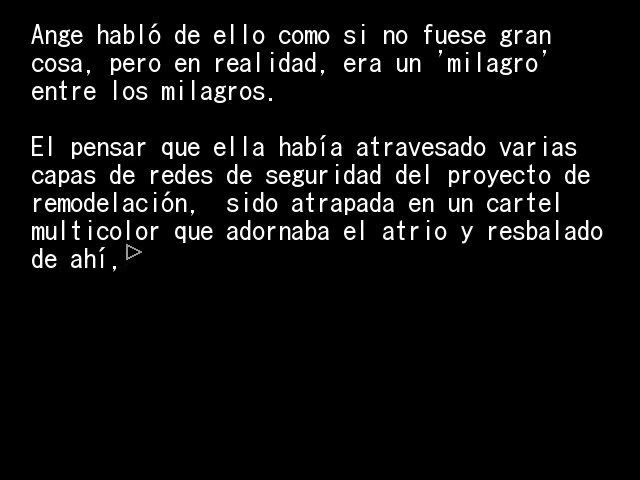 Ange habló de ello como si no fuese gran
cosa, pero en realidad, era un 'milagro'
entre los milagros.
El pensar que ella había atravesado varias
capas de redes de seguridad del proyecto de
remodelación,  sido atrapada en un cartel
multicolor que adornaba el atrio y resbalado
de ahí,